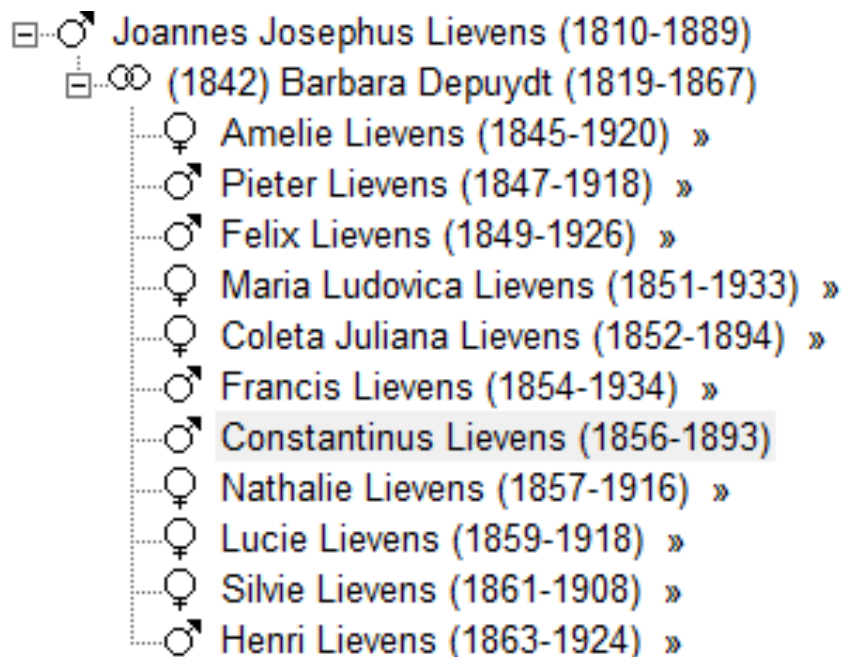 Joannes Josephus Lievens (1810-1889)
(1842) Barbara Depuydt (1819-1867)
Amelie Lievens (1845-1920) »
Pieter Lievens (1847-1918) »
Felix Lievens (1849-1926) »
Maria Ludovica Lievens (1851-1933) »
Coleta Juliana Lievens (1852-1894) »
Francis Lievens (1854-1934) »
Constantinus Lievens (1856-1893)
Nathalie Lievens (1857-1916) »
Lucie Lievens (1859-1918) »
Silvie Lievens (1861-1908) »
Henri Lievens (1863-1924) »